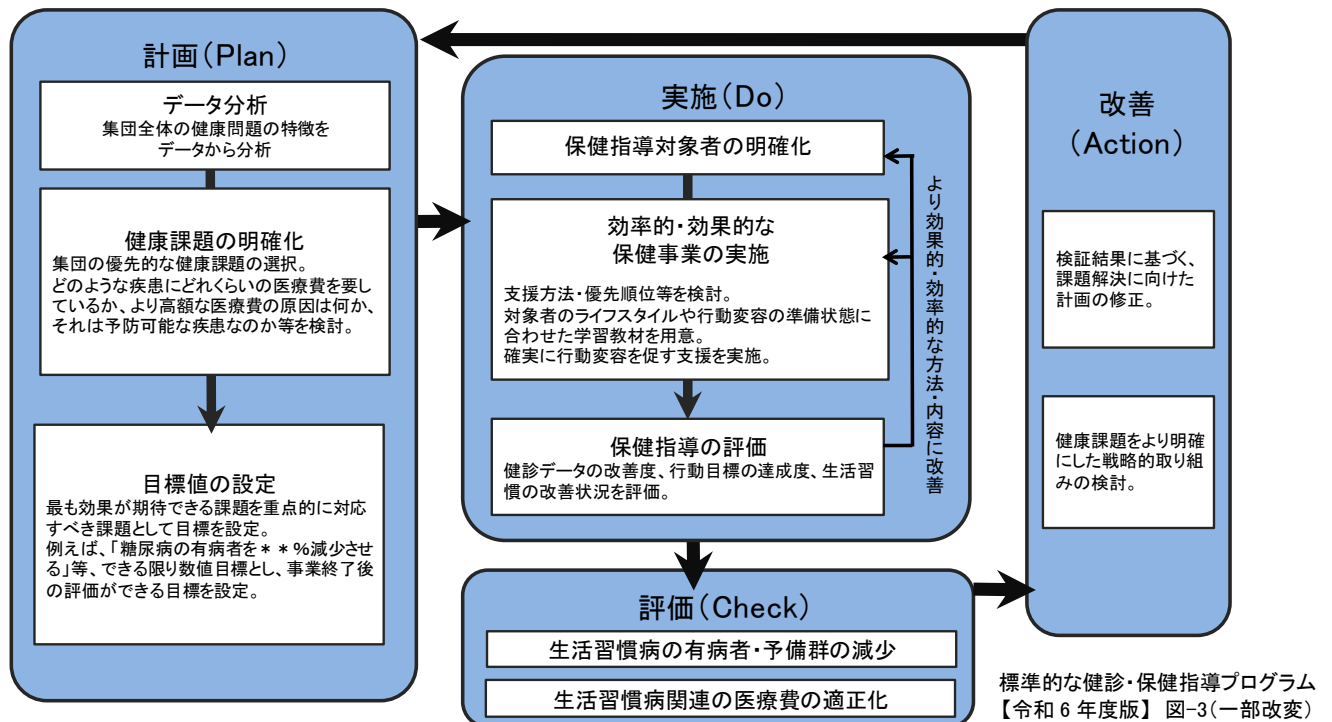 計画(Plan)
データ分析
集団全体の健康問題の特徴を
データから分析
健康課題の明確化
集団の優先的な健康課題の選択。
どのような疾患にどれくらいの医療費を要し
ているか、より高額な医療費の原因は何か、
それは予防可能な疾患なのか等を検討。
目標値の設定
最も効果が期待できる課題を重点的に対応
すべき課題として目標を設定。
例えば、「糖尿病の有病者を＊＊%減少させ
る」等、できる限り数値目標とし、事業終了後
の評価ができる目標を設定。
実施(Do)
保健指導対象者の明確化
効率的・効果的な
保健事業の実施
支援方法・優先順位等を検討。
対象者のライフスタイルや行動変容の準備状態に
合わせた学習教材を用意。
確実に行動変容を促す支援を実施。
保健指導の評価
健診データの改善度、行動目標の達成度、生活習
慣の改善状況を評価。
より効果的・効率的な方法・内容に改善
評価(Check)
生活習慣病の有病者・予備群の減少
生活習慣病関連の医療費の適正化
改善
(Action)
検証結果に基づく、
課題解決に向けた
計画の修正。
健康課題をより明確
にした戦略的取り組
みの検討。
標準的な健診・保健指導プログラム
【令和 6 年度版】 図-3(一部改変)